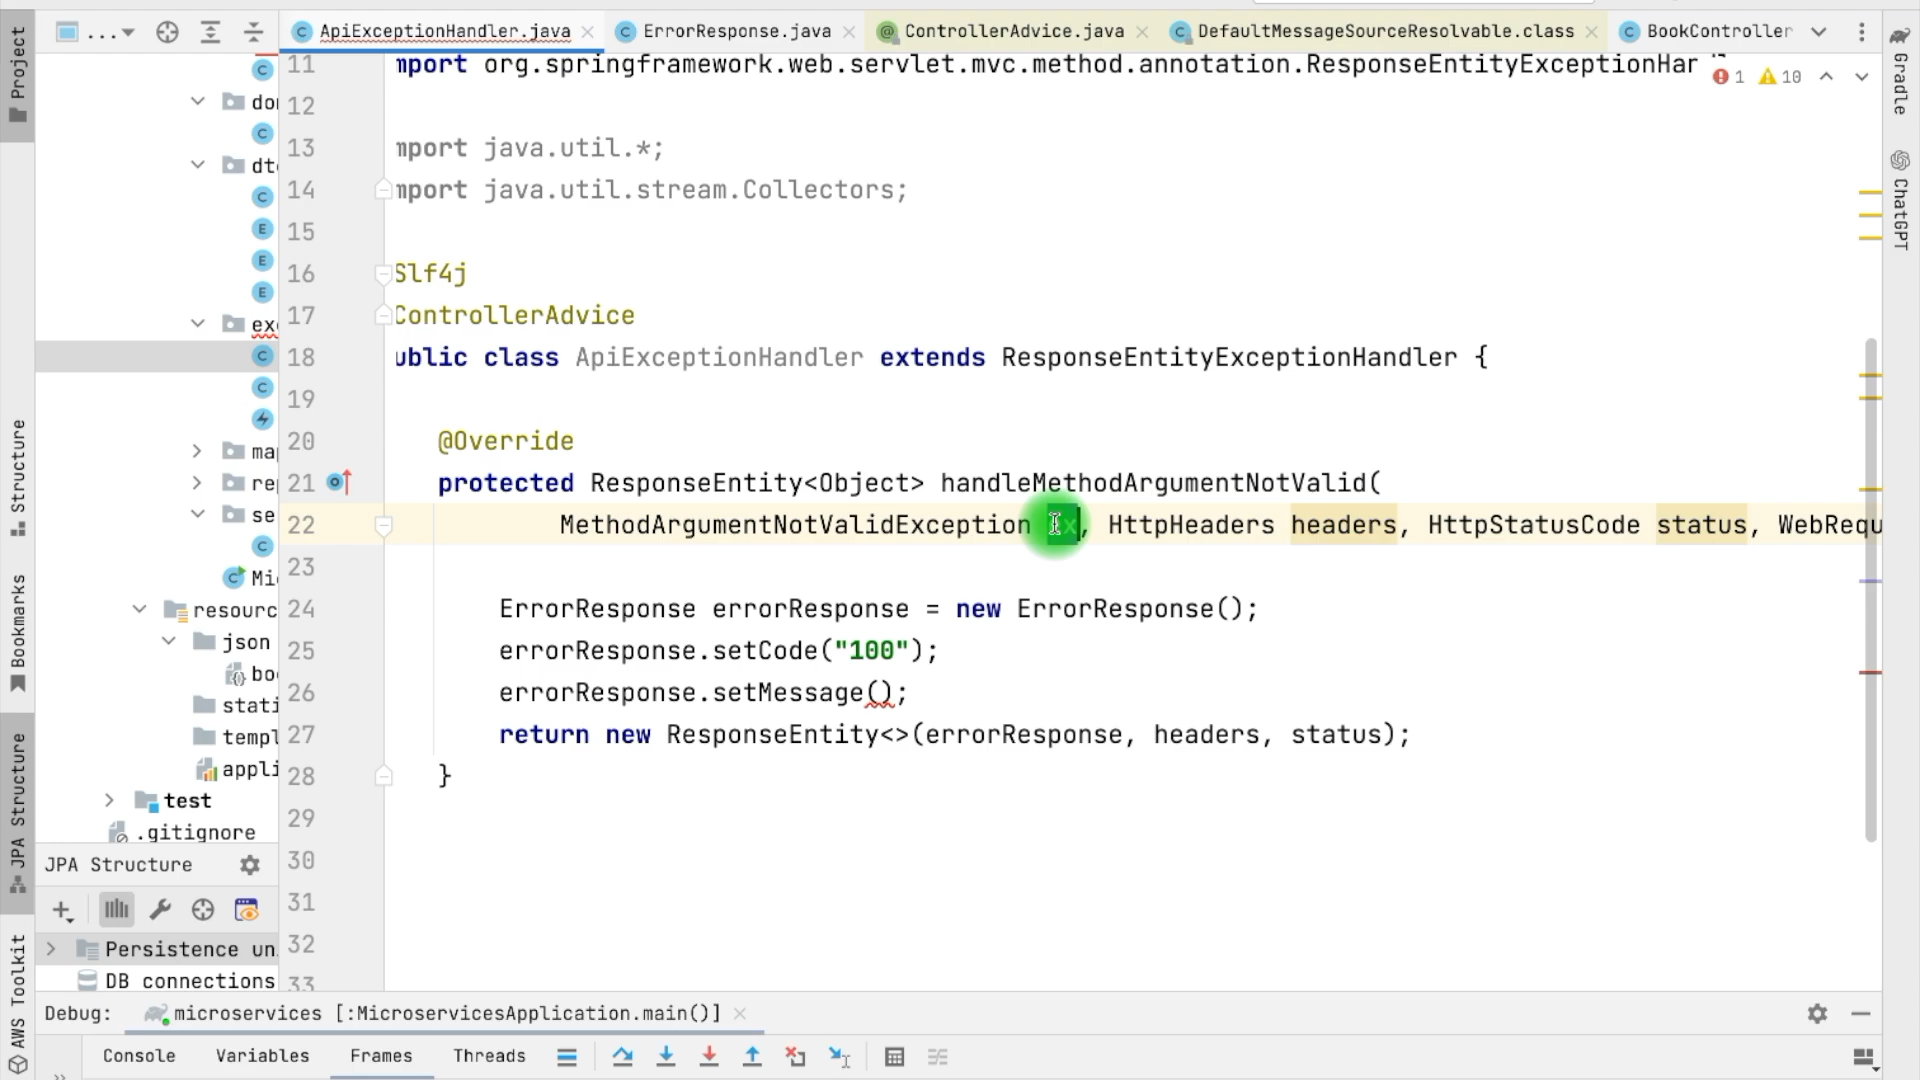 Project
... 
ApiExceptionHandler.java
ErrorResponse.java
ControllerAdvice.java
DefaultMessageSourceResolvable.class
BookController
Gradle
ChatGPT
1
10
11 mport org.springframework.web.servlet.mvc.method.annotation.ResponseEntityExceptionHar
12
13 mport java.util.*;
14 mport java.util.stream.Collectors;
15
16 Slf4j
17 ControllerAdvice
18 ublic class ApiExceptionHandler extends ResponseEntityExceptionHandler {
19
20 @Override
21 protected ResponseEntity<Object> handleMethodArgumentNotValid(
22 MethodArgumentNotValidException ex, HttpHeaders headers, HttpStatusCode status, WebRequ
23
24 ErrorResponse errorResponse = new ErrorResponse();
25 errorResponse.setCode("100");
26 errorResponse.setMessage();
27 return new ResponseEntity<>(errorResponse, headers, status);
28 }
29
30
31
32
33
do
dt
ex
ma
re
se
Mi
resourc
json
bo
stati
templ
appli
test
.gitignore
Structure
Bookmarks
JPA Structure
AWS Toolkit
JPA Structure
Persistence un
DB connections
Debug: microservices [:MicroservicesApplication.main()]
Console Variables Frames Threads